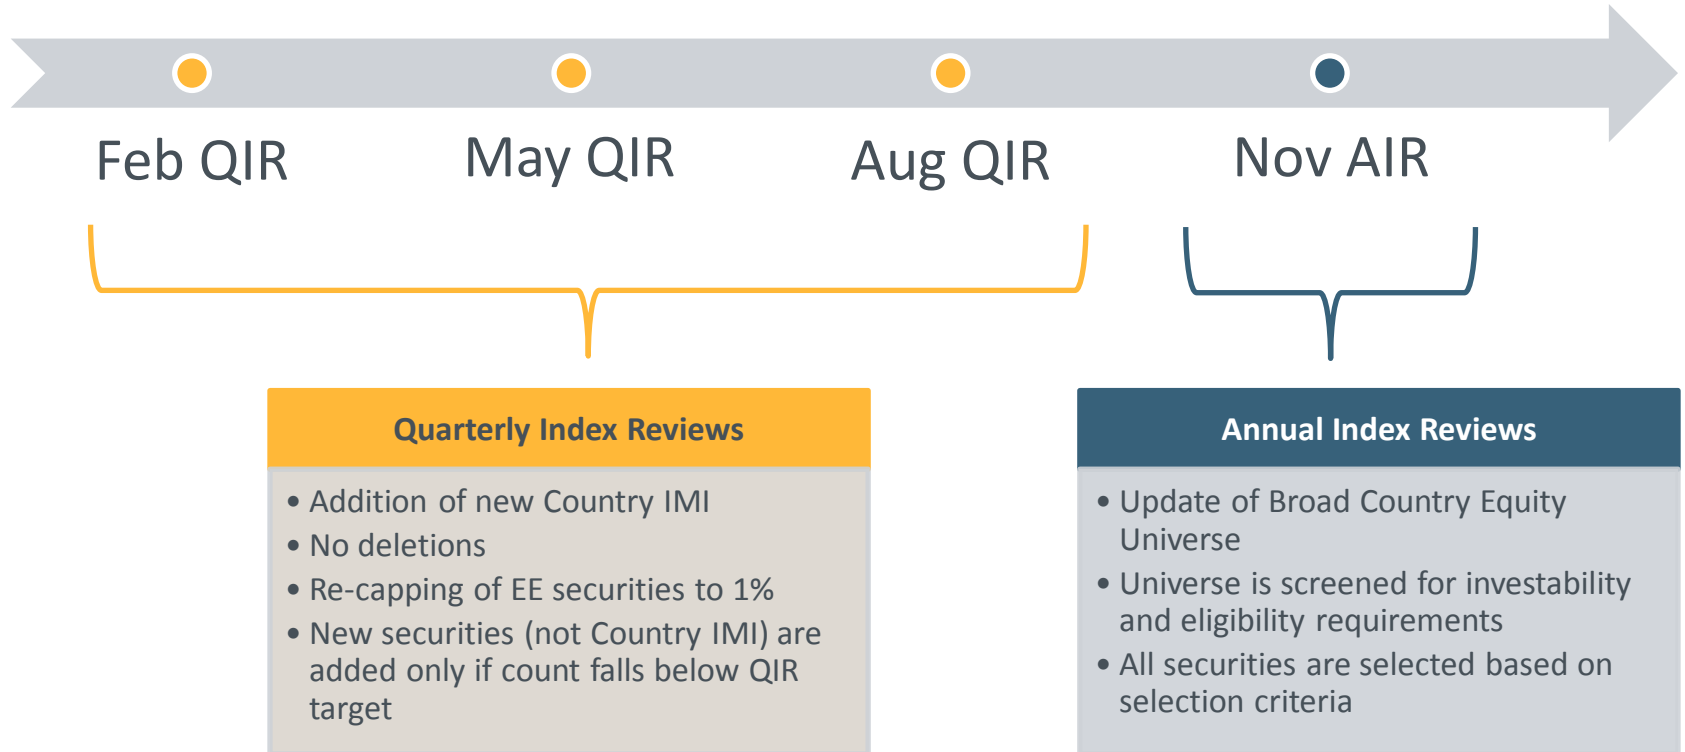 Feb QIR
May QIR
Aug QIR
Nov AIR
Quarterly Index Reviews
• Addition of new Country IMI
• No deletions
• Re-capping of EE securities to 1%
• New securities (not Country IMI) are
added only if count falls below QIR
target
Annual Index Reviews
• Update of Broad Country Equity
Universe
• Universe is screened for investability
and eligibility requirements
• All securities are selected based on
selection criteria